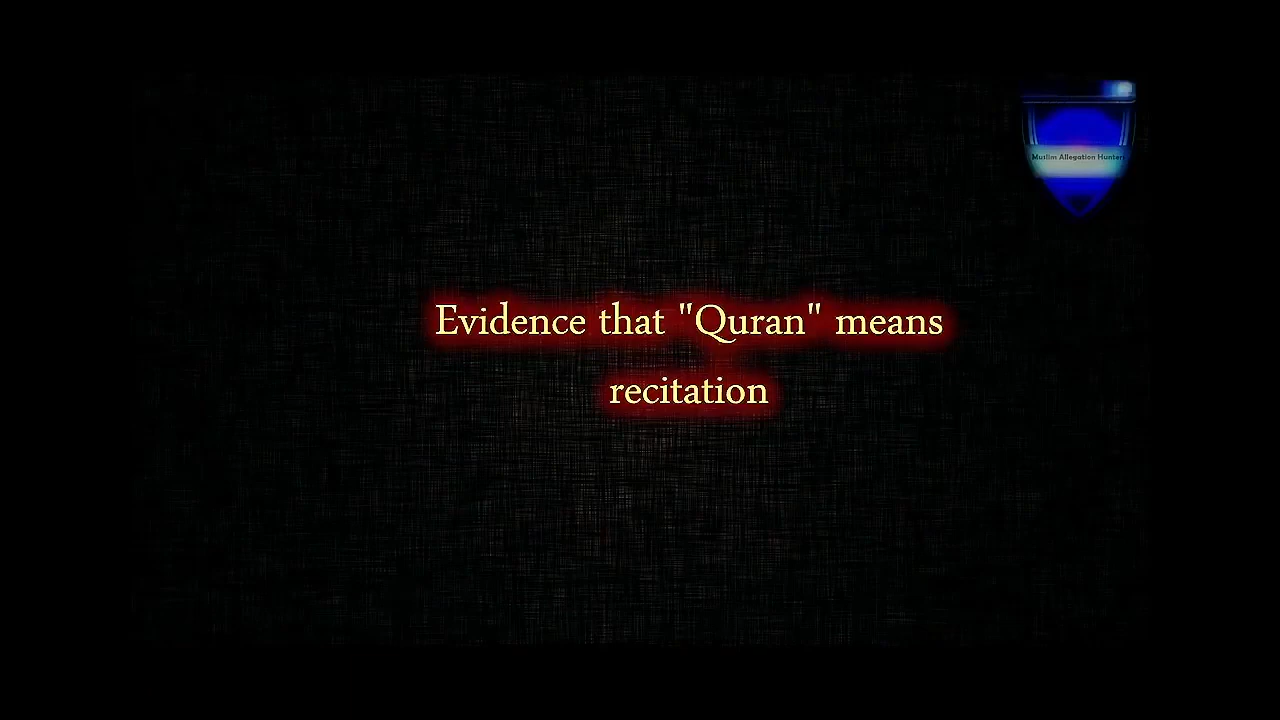 Muslim Allegation Hunters
Evidence that "Quran" means
recitation